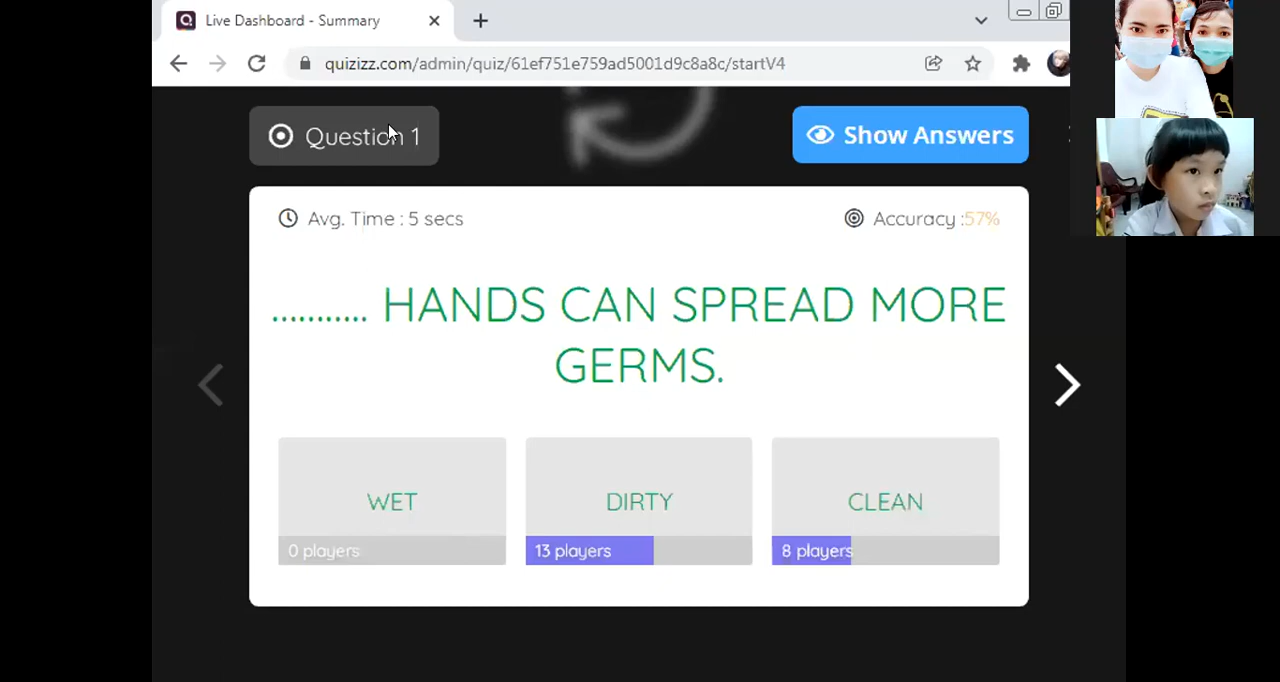 Live Dashboard - Summary
quizizz.com/admin/quiz/61ef751e759ad5001d9c8a8c/startV4
Question 1
Show Answers
Avg. Time : 5 secs
Accuracy :57%
........... HANDS CAN SPREAD MORE
GERMS.
WET
DIRTY
CLEAN
0 players
13 players
8 players